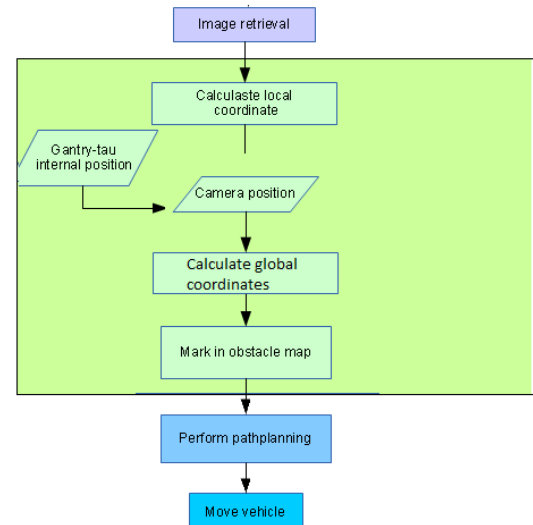 Image retrieval
Calculaste local
coordinate
Gantry-tau
internal position
Camera position
Calculate global
coordinates
Mark in obstacle map
Perform pathplanning
Move vehicle